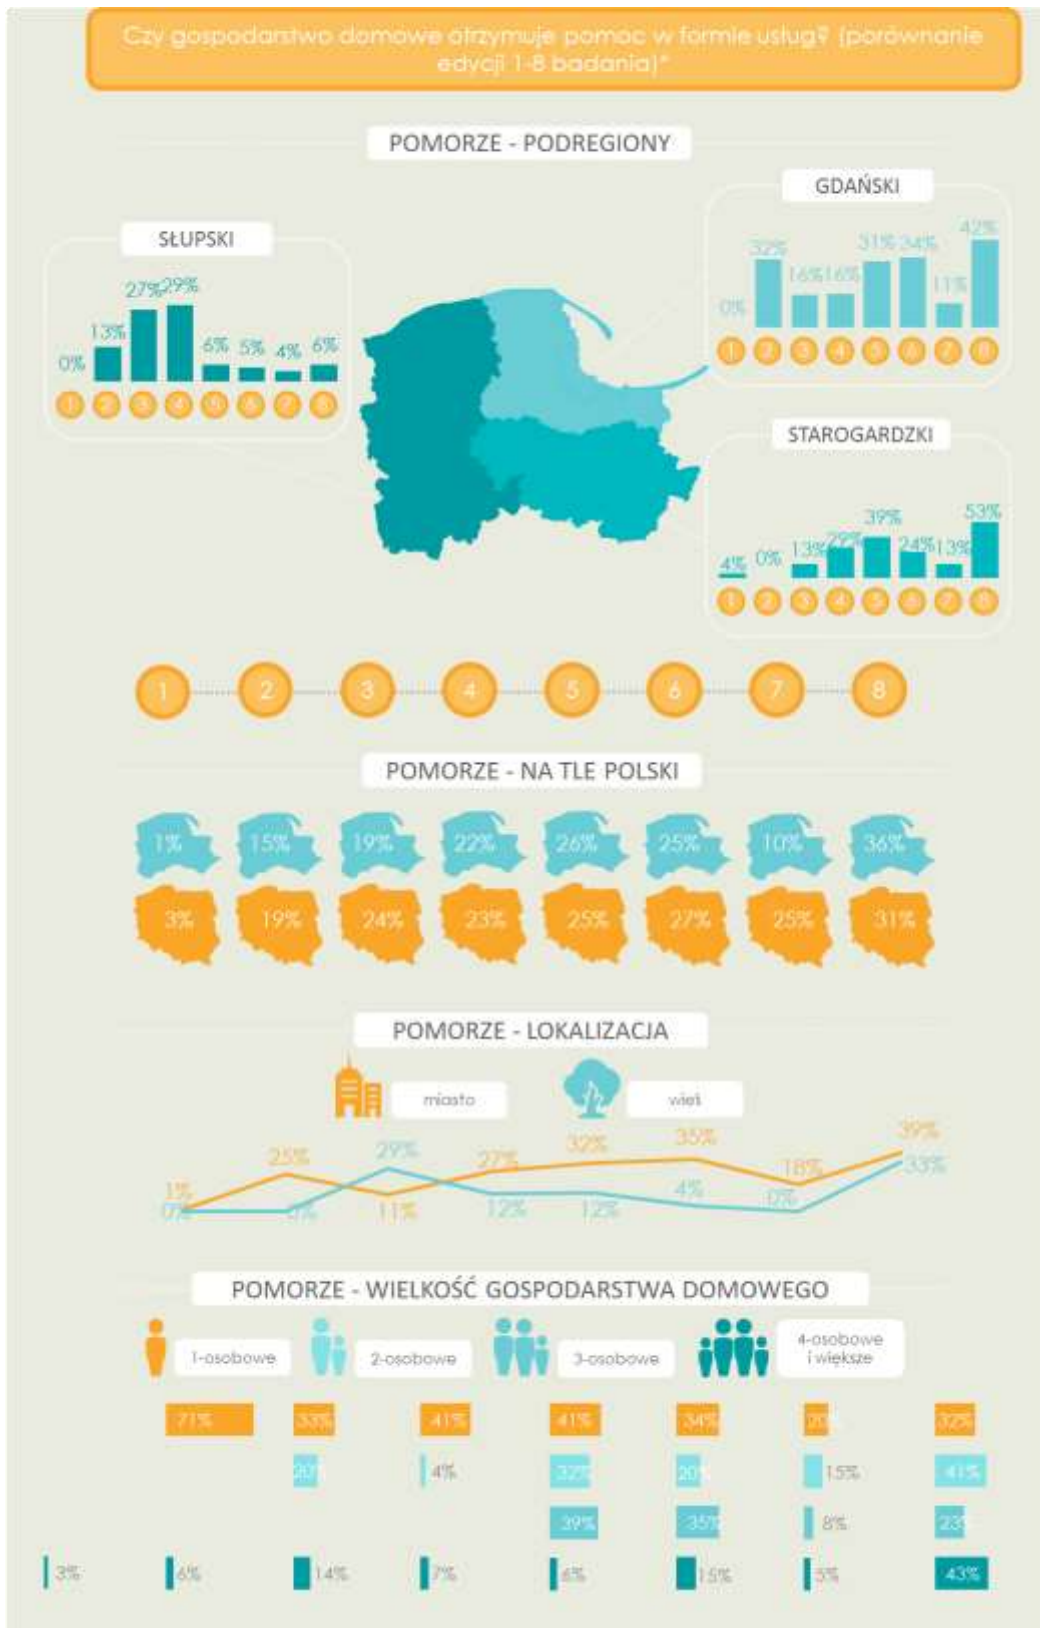 Czy gospodarstwo domowe otrzymuje pomoc w formie usług? (porównanie
edycji 1-8 badania)*
POMORZE - PODREGIONY
GDAŃSKI
0% 32% 16% 16% 31% 34% 11% 42%
1 2 3 4 5 6 7 8
SŁUPSKI
0% 13% 27% 29% 6% 5% 4% 6%
1 2 3 4 5 6 7 8
STAROGARDZKI
4% 0% 13% 29% 39% 24% 13% 53%
1 2 3 4 5 6 7 8
1 2 3 4 5 6 7 8
POMORZE - NA TLE POLSKI
1% 15% 19% 22% 26% 25% 10% 36%
3% 19% 24% 23% 25% 27% 25% 31%
POMORZE - LOKALIZACJA
miasto wieś
1% 25% 11% 27% 32% 35% 18% 39%
0% 0% 29% 12% 12% 4% 0% 33%
POMORZE - WIELKOŚĆ GOSPODARSTWA DOMOWEGO
1-osobowe 2-osobowe 3-osobowe 4-osobowe
i większe
71% 33% 41% 41% 34% 20% 32%
20% 4% 32% 20% 15% 41%
39% 35% 8% 23%
3% 6% 14% 7% 6% 15% 5% 43%